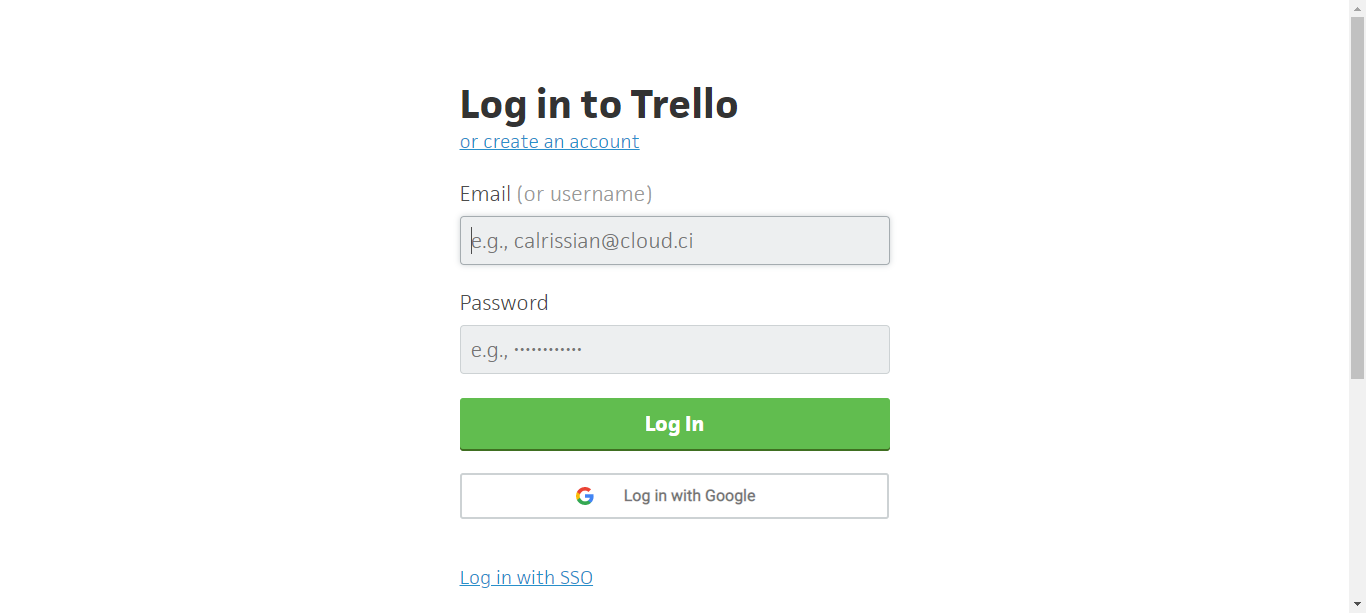 Log in to Trello
or create an account
Email (or username)
e.g., calrissian@cloud.ci
Password
e.g., ············
Log In
Log in with Google
Log in with SSO